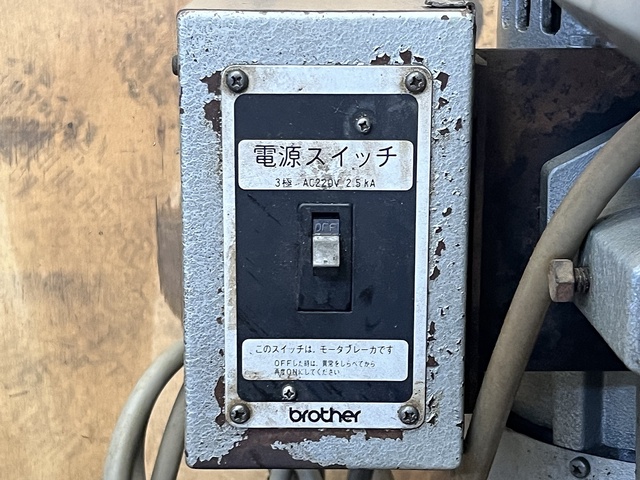 電源スイッチ
3極 AC220V 2.5kA
OFF
このスイッチは、モータブレーカです
OFFした時は、異常をしらべてから
再度ONにしてください
brother